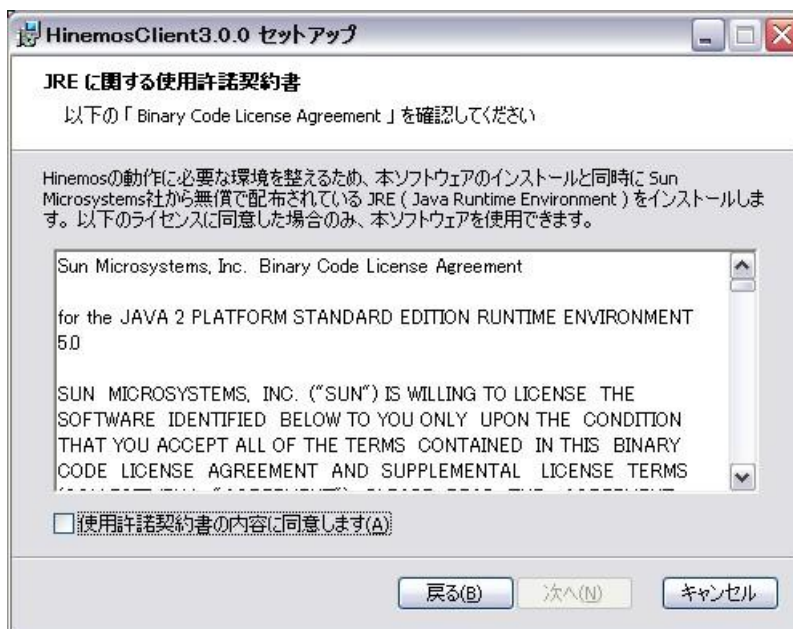 HinemosClient3.0.0 セットアップ
JRE に関する使用許諾契約書
以下の「 Binary Code License Agreement 」を確認してください
Hinemosの動作に必要な環境を整えるため、本ソフトウェアのインストールと同時に Sun
Microsystems社から無償で配布されている JRE ( Java Runtime Environment ) をインストールしま
す。以下のライセンスに同意した場合のみ、本ソフトウェアを使用できます。
Sun Microsystems, Inc. Binary Code License Agreement
for the JAVA 2 PLATFORM STANDARD EDITION RUNTIME ENVIRONMENT
5.0
SUN MICROSYSTEMS, INC. ("SUN") IS WILLING TO LICENSE THE
SOFTWARE IDENTIFIED BELOW TO YOU ONLY UPON THE CONDITION
THAT YOU ACCEPT ALL OF THE TERMS CONTAINED IN THIS BINARY
CODE LICENSE AGREEMENT AND SUPPLEMENTAL LICENSE TERMS
使用許諾契約書の内容に同意します(A)
戻る(B) 次へ(N) キャンセル